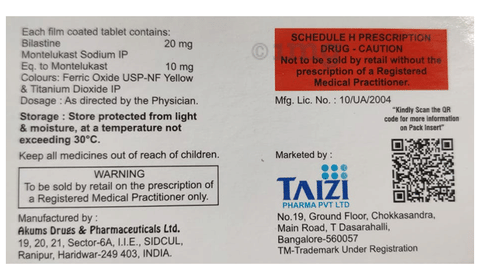 Each film coated tablet contains:
Bilastine 20 mg
Montelukast Sodium IP
Eq. to Montelukast 10 mg
Colours: Ferric Oxide USP-NF Yellow
& Titanium Dioxide IP
Dosage : As directed by the Physician.
Storage : Store protected from light
& moisture, at a temperature not
exceeding 30°C.
Keep all medicines out of reach of children.
WARNING
To be sold by retail on the prescription of
a Registered Medical Practitioner only.
Manufactured by :
Akums Drugs & Pharmaceuticals Ltd.
19, 20, 21, Sector-6A, I.I.E., SIDCUL,
Ranipur, Haridwar-249 403, INDIA.
SCHEDULE H PRESCRIPTION
DRUG - CAUTION
Not to be sold by retail without the
prescription of a Registered
Medical Practitioner.
Mfg. Lic. No. : 10/UA/2004
"Kindly Scan the QR
code for more information
on Pack Insert"
Marketed by :
TAIZI
PHARMA PVT LTD
No.19, Ground Floor, Chokkasandra,
Main Road, T Dasarahalli,
Bangalore-560057
TM-Trademark Under Registration